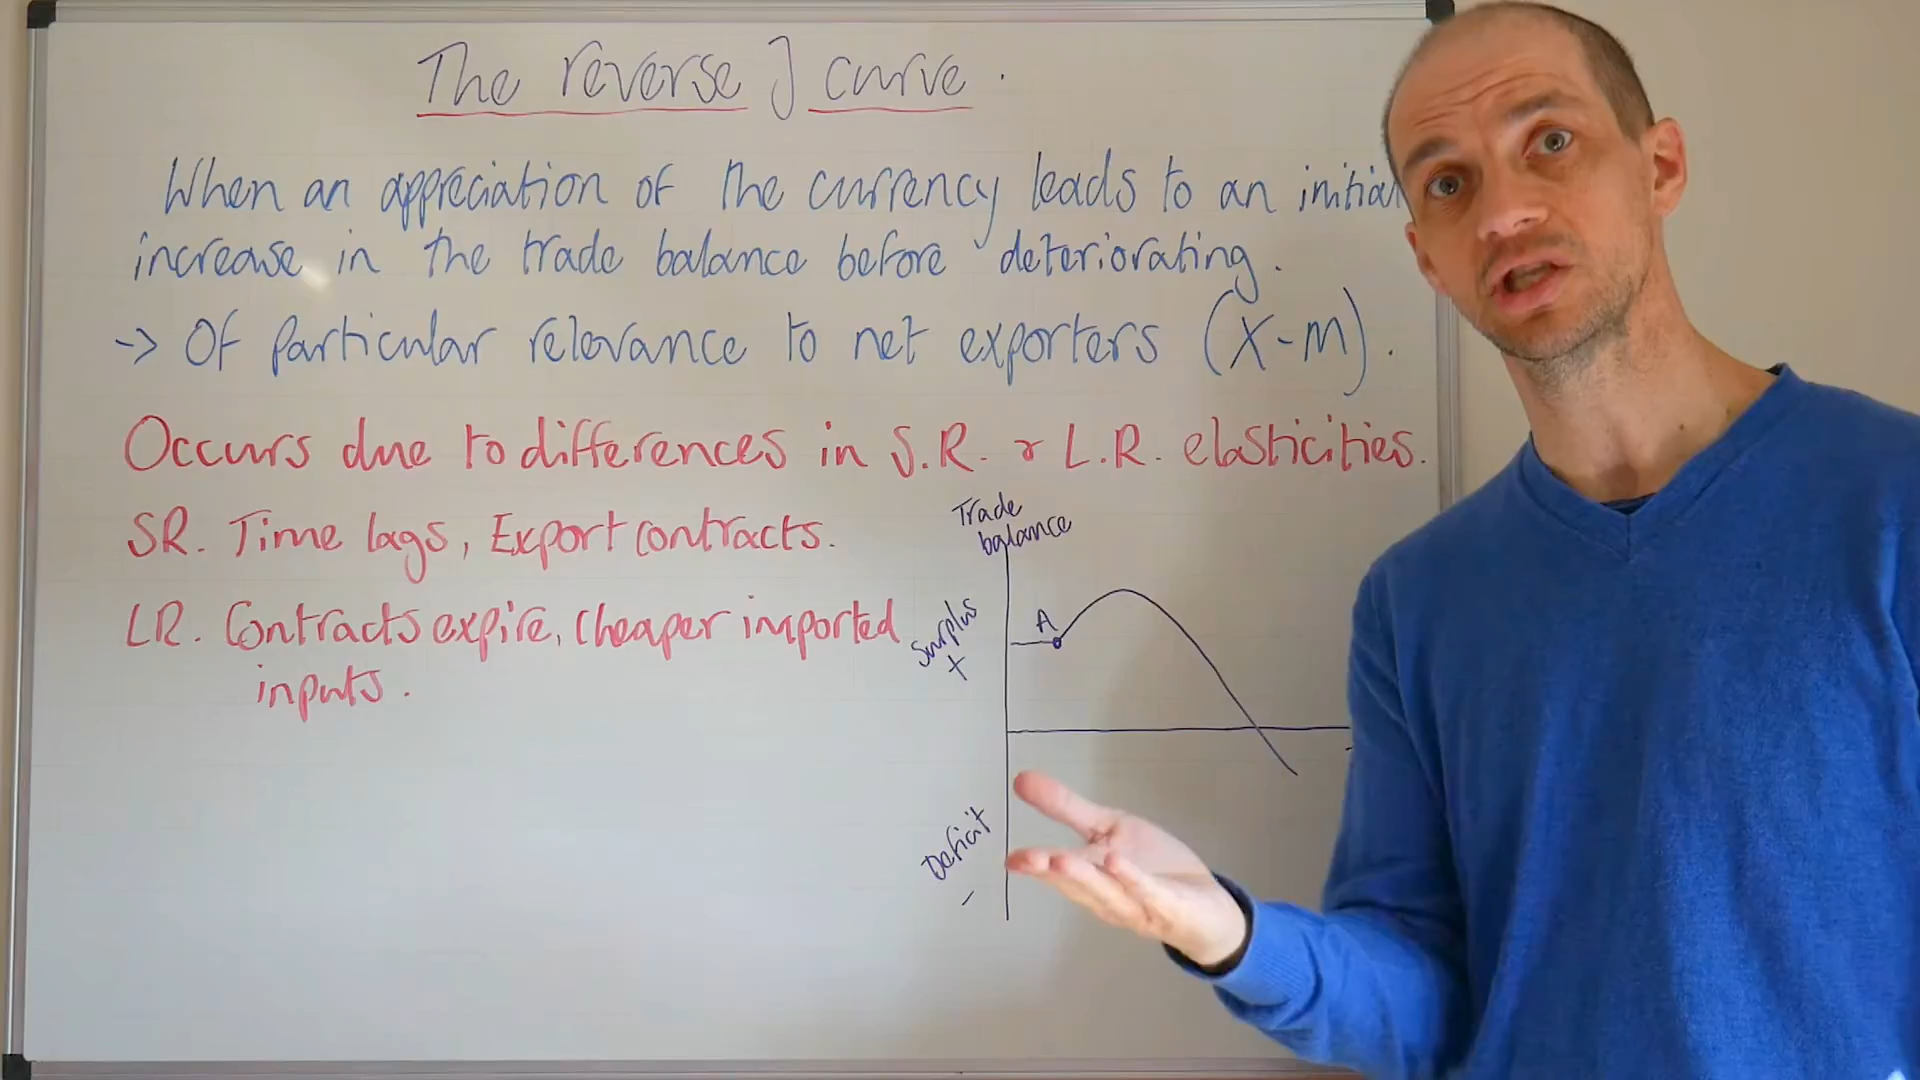 The reverse J curve.
When an appreciation of the currency leads to an initial
increase in the trade balance before deteriorating.
-> Of particular relevance to net exporters (X-M).
Occurs due to differences in S.R. & L.R. elasticities.
SR. Time lags, Export contracts.
LR. Contracts expire, cheaper imported
inputs.
Trade
balance
Surplus
+
A
Deficit
-